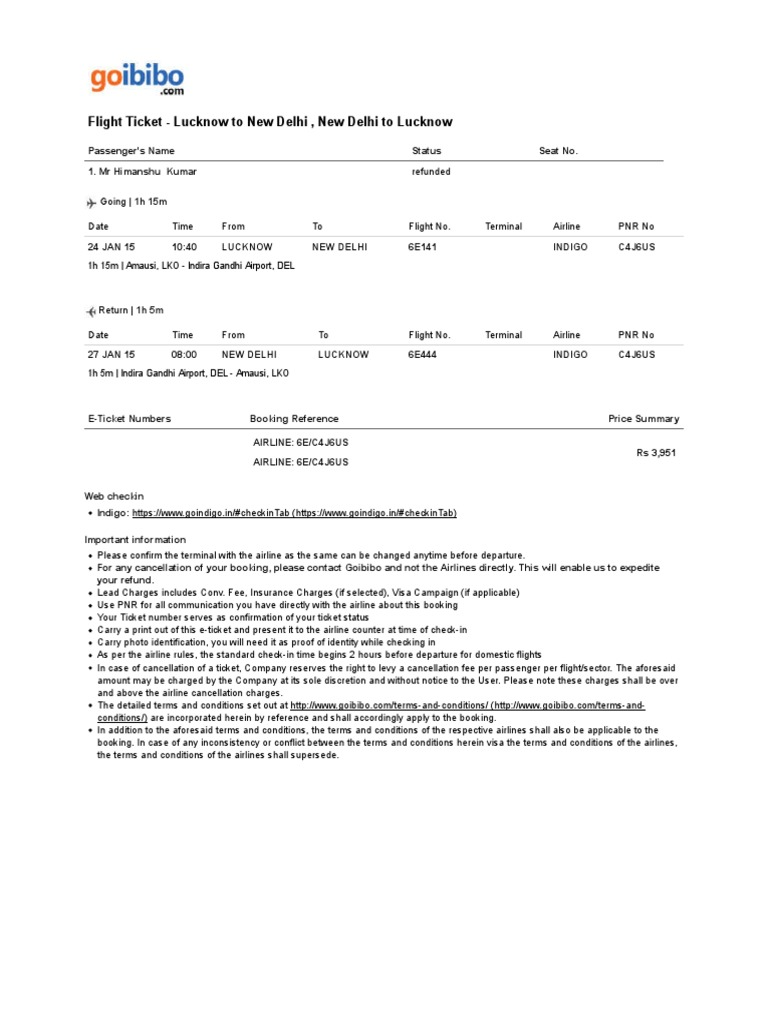 goibibo
.com
Flight Ticket - Lucknow to New Delhi , New Delhi to Lucknow
Passenger's Name Status Seat No.
1. Mr Himanshu Kumar refunded
Going | 1h 15m
Date Time From To Flight No. Terminal Airline PNR No
24 JAN 15 10:40 LUCKNOW NEW DELHI 6E141 INDIGO C4J6US
1h 15m | Amausi, LKO - Indira Gandhi Airport, DEL
Return | 1h 5m
Date Time From To Flight No. Terminal Airline PNR No
27 JAN 15 08:00 NEW DELHI LUCKNOW 6E444 INDIGO C4J6US
1h 5m | Indira Gandhi Airport, DEL - Amausi, LKO
E-Ticket Numbers Booking Reference Price Summary
AIRLINE: 6E/C4J6US
Rs 3,951
AIRLINE: 6E/C4J6US
Web checkin
• Indigo: https://www.goindigo.in/#checkinTab (https://www.goindigo.in/#checkinTab)
Important information
• Please confirm the terminal with the airline as the same can be changed anytime before departure.
• For any cancellation of your booking, please contact Goibibo and not the Airlines directly. This will enable us to expedite
your refund.
• Lead Charges includes Conv. Fee, Insurance Charges (if selected), Visa Campaign (if applicable)
• Use PNR for all communication you have directly with the airline about this booking
• Your Ticket number serves as confirmation of your ticket status
• Carry a print out of this e-ticket and present it to the airline counter at time of check-in
• Carry photo identification, you will need it as proof of identity while checking in
• As per the airline rules, the standard check-in time begins 2 hours before departure for domestic flights
• In case of cancellation of a ticket, Company reserves the right to levy a cancellation fee per passenger per flight/sector. The aforesaid
amount may be charged by the Company at its sole discretion and without notice to the User. Please note these charges shall be over
and above the airline cancellation charges.
• The detailed terms and conditions set out at http://www.goibibo.com/terms-and-conditions/ (http://www.goibibo.com/terms-and-
conditions/) are incorporated herein by reference and shall accordingly apply to the booking.
• In addition to the aforesaid terms and conditions, the terms and conditions of the respective airlines shall also be applicable to the
booking. In case of any inconsistency or conflict between the terms and conditions herein visa the terms and conditions of the airlines,
the terms and conditions of the airlines shall supersede.